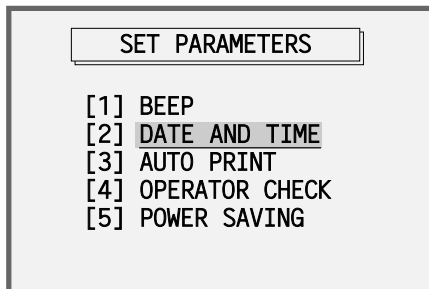 SET PARAMETERS
[1] BEEP
[2] DATE AND TIME
[3] AUTO PRINT
[4] OPERATOR CHECK
[5] POWER SAVING